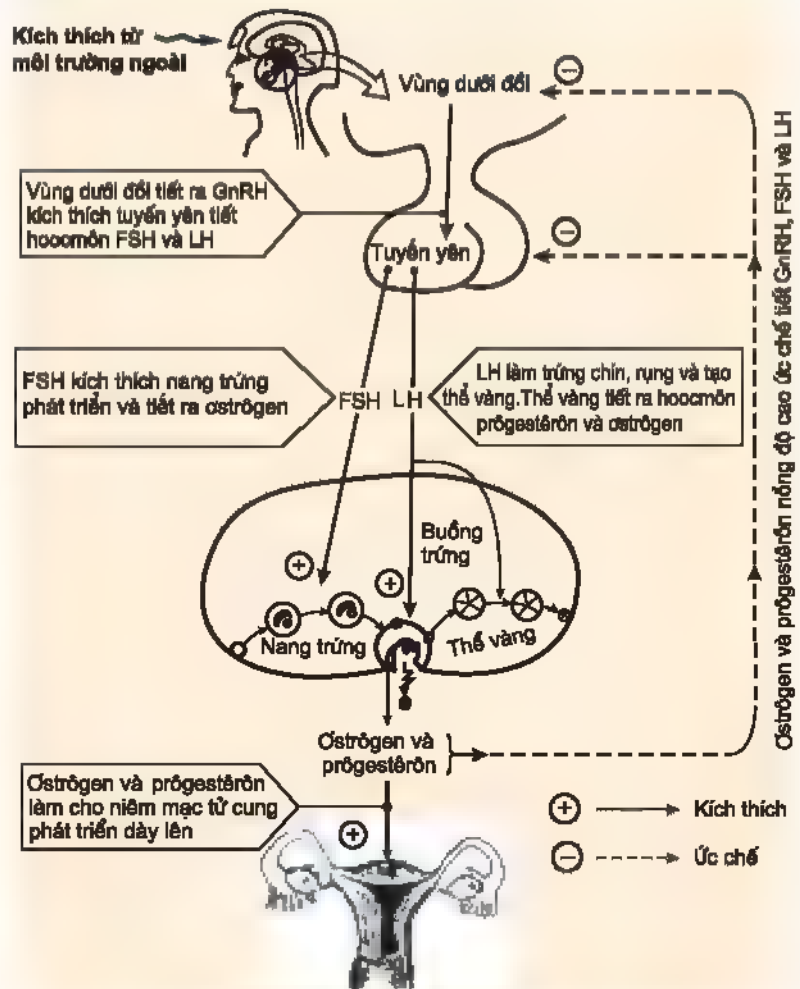 Kích thích từ
môi trường ngoài
Vùng dưới đồi
Vùng dưới đồi tiết ra GnRH
kích thích tuyến yên tiết
hoocmôn FSH và LH
Tuyến yên
FSH kích thích nang trứng
phát triển và tiết ra ơstrôgen
FSH
LH
LH làm trứng chín, rụng và tạo
thể vàng. Thể vàng tiết ra hoocmôn
prôgestêrôn và ơstrôgen
Buồng
trứng
Nang trứng
Thể vàng
Ơstrôgen và
prôgestêrôn
Ơstrôgen và prôgestêrôn
làm cho niêm mạc tử cung
phát triển dày lên
Kích thích
Ức chế
Ơstrôgen và prôgestêrôn nồng độ cao ức chế tiết GnRH, FSH và LH